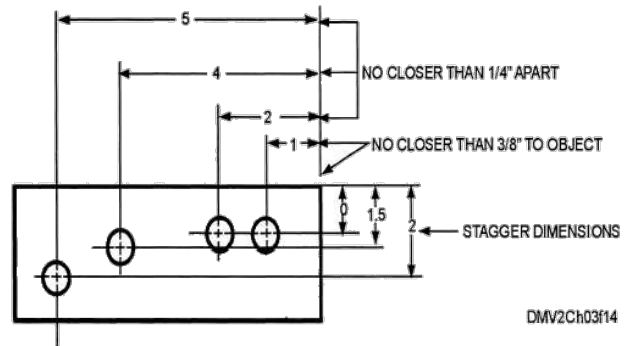 5
4
NO CLOSER THAN 1/4" APART
2
1
NO CLOSER THAN 3/8" TO OBJECT
0
1.5
2
STAGGER DIMENSIONS
DMV2Ch03f14